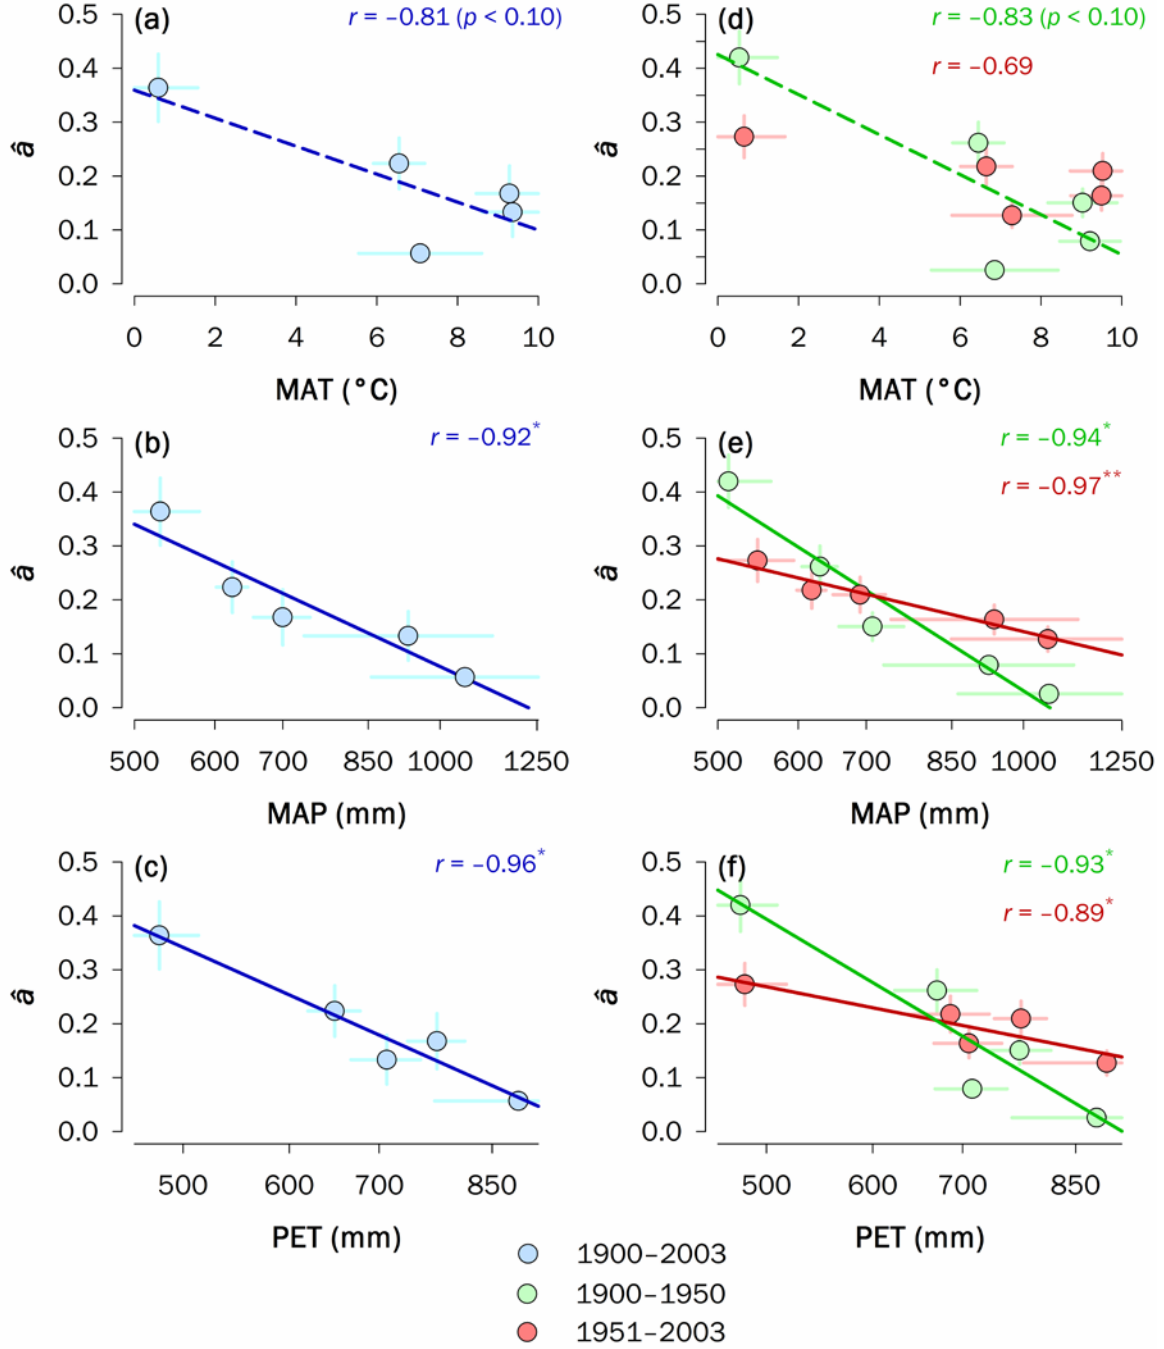 (a)
r = −0.81 (p < 0.10)
0.5
0.4
0.3
0.2
0.1
0.0
â
0 2 4 6 8 10
MAT (°C)
(d)
r = −0.83 (p < 0.10)
r = −0.69
0.5
0.4
0.3
0.2
0.1
0.0
â
0 2 4 6 8 10
MAT (°C)
(b)
r = −0.92*
0.5
0.4
0.3
0.2
0.1
0.0
â
500 600 700 850 1000 1250
MAP (mm)
(e)
r = −0.94*
r = −0.97**
0.5
0.4
0.3
0.2
0.1
0.0
â
500 600 700 850 1000 1250
MAP (mm)
(c)
r = −0.96*
0.5
0.4
0.3
0.2
0.1
0.0
â
500 600 700 850
PET (mm)
(f)
r = −0.93*
r = −0.89*
0.5
0.4
0.3
0.2
0.1
0.0
â
500 600 700 850
PET (mm)
1900–2003
1900–1950
1951–2003